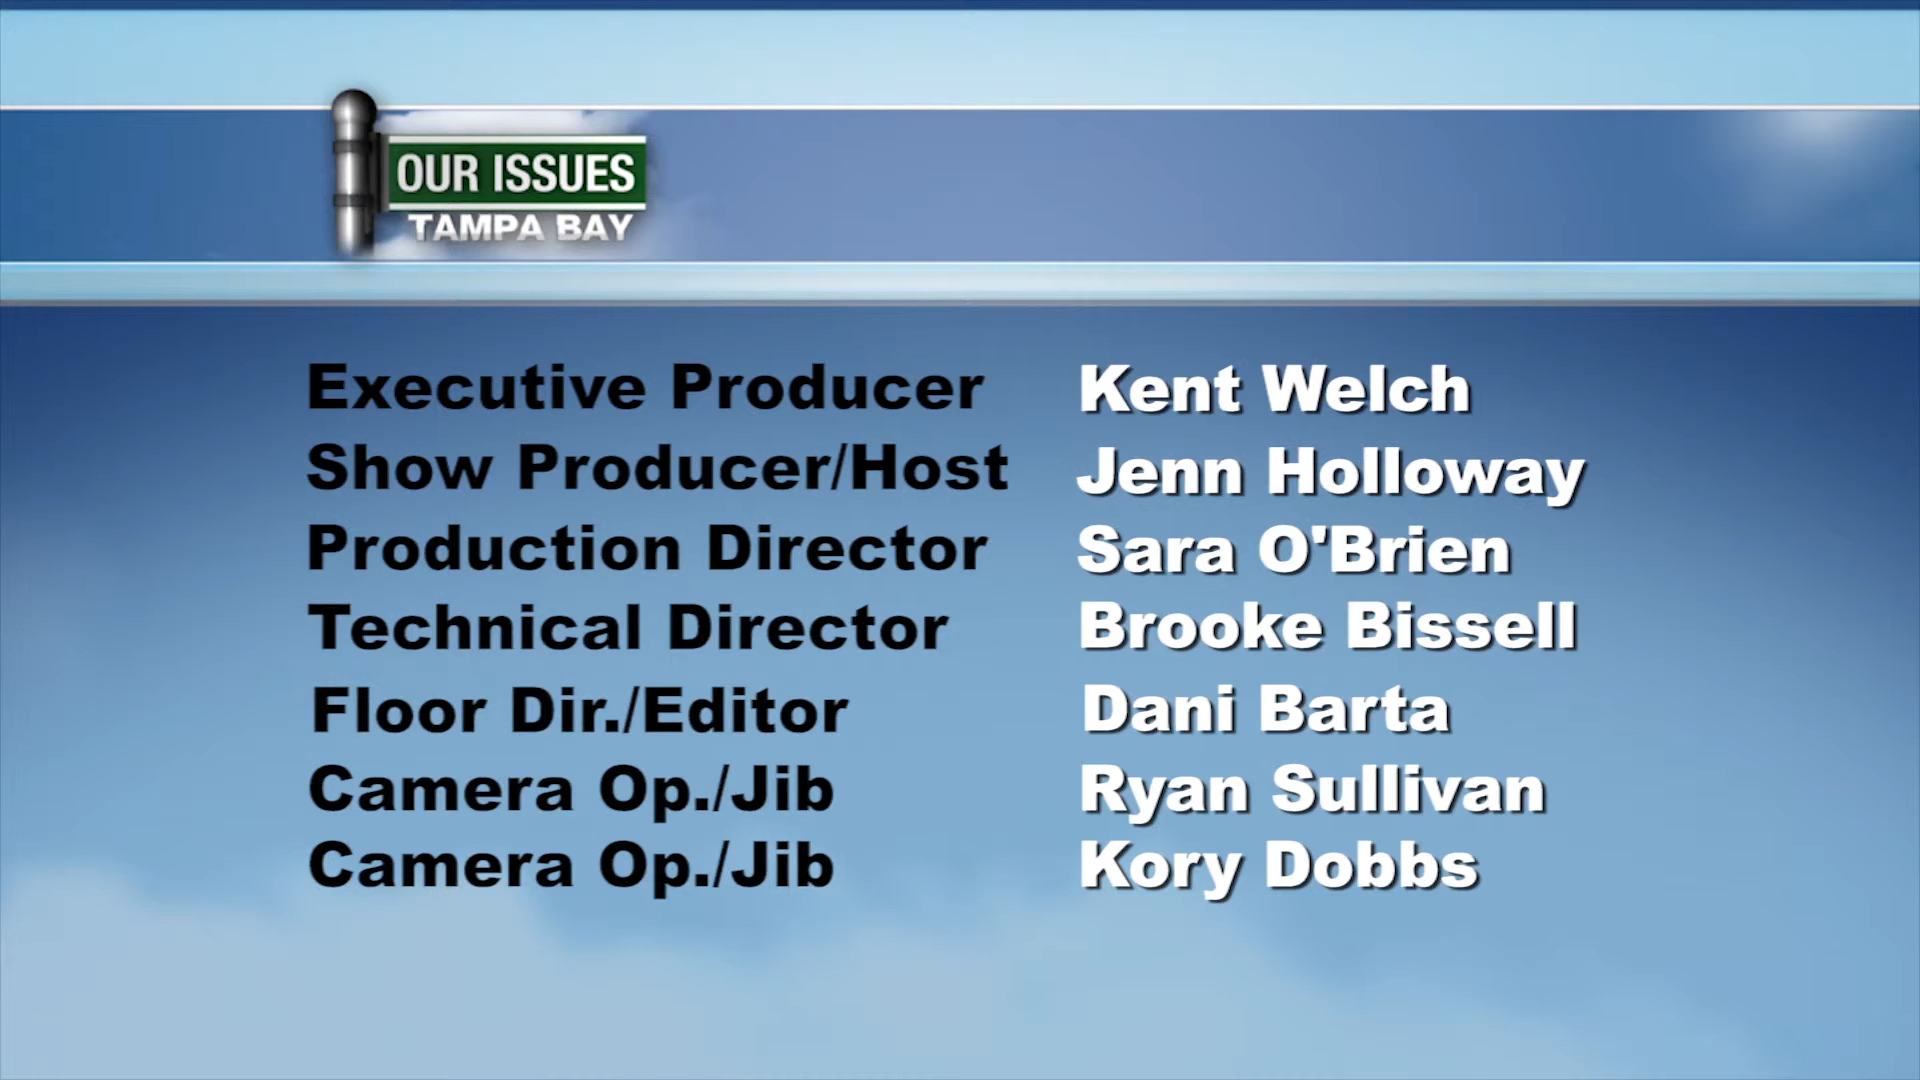 OUR ISSUES
TAMPA BAY
Executive Producer Kent Welch
Show Producer/Host Jenn Holloway
Production Director Sara O'Brien
Technical Director Brooke Bissell
Floor Dir./Editor Dani Barta
Camera Op./Jib Ryan Sullivan
Camera Op./Jib Kory Dobbs